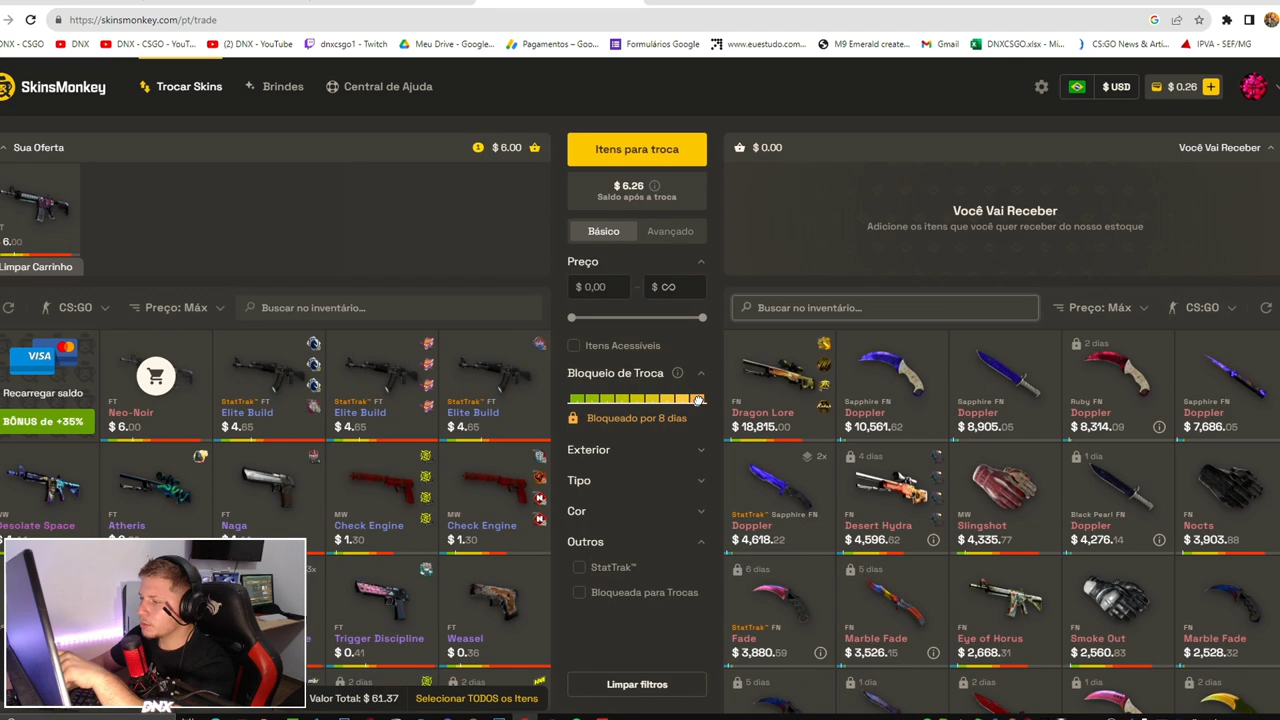 https://skinsmonkey.com/pt/trade
DNX - CSGO
DNX
DNX - CSGO - YouT...
(2) DNX - YouTube
dnxcsgo1 - Twitch
Meu Drive - Google...
Pagamentos – Goo...
Formulários Google
www.euestudo.com...
M9 Emerald create...
Gmail
DNXCSGO.xlsx - Mi...
CS:GO News & Arti...
IPVA - SEF/MG
SkinsMonkey
Trocar Skins
Brindes
Central de Ajuda
$ USD
$ 0.26 +
Sua Oferta
1 $ 6.00
Itens para troca
$ 0.00
Você Vai Receber
6.00
Limpar Carrinho
$ 6.26
Saldo após a troca
Básico
Avançado
Preço
$ 0,00
-
$ ∞
Itens Acessíveis
Bloqueio de Troca
Bloqueado por 8 dias
Exterior
Tipo
Cor
Outros
StatTrak™
Bloqueada para Trocas
Limpar filtros
Você Vai Receber
Adicione os itens que você quer receber do nosso estoque
CS:GO
Preço: Máx
Buscar no inventário...
Buscar no inventário...
Preço: Máx
CS:GO
VISA
Recarregar saldo
BÔNUS de +35%
FT
Neo-Noir
$ 6.00
StatTrak™ FT
Elite Build
$ 4.65
StatTrak™ FT
Elite Build
$ 4.65
StatTrak™ FT
Elite Build
$ 4.65
MW
Desolate Space
FT
Atheris
FT
Naga
MW
Check Engine
$ 1.30
MW
Check Engine
$ 1.30
3x
FT
Trigger Discipline
$ 0.41
FT
Weasel
$ 0.36
2 dias
2 dias
Valor Total: $ 61.37
Selecionar TODOS os Itens
DNX
FN
Dragon Lore
$ 18,815.00
Sapphire FN
Doppler
$ 10,561.62
Sapphire FN
Doppler
$ 8,905.05
2 dias
Ruby FN
Doppler
$ 8,314.09
Sapphire FN
Doppler
$ 7,686.05
2x
StatTrak™ Sapphire FN
Doppler
$ 4,618.22
4 dias
FN
Desert Hydra
$ 4,596.62
MW
Slingshot
$ 4,335.77
1 dia
Black Pearl FN
Doppler
$ 4,276.14
FN
Nocts
$ 3,903.88
6 dias
StatTrak™ FN
Fade
$ 3,880.59
5 dias
FN
Marble Fade
$ 3,526.15
FN
Eye of Horus
$ 2,668.31
FN
Smoke Out
$ 2,560.83
FN
Marble Fade
$ 2,528.32
5 dias
1 dia
2 dias